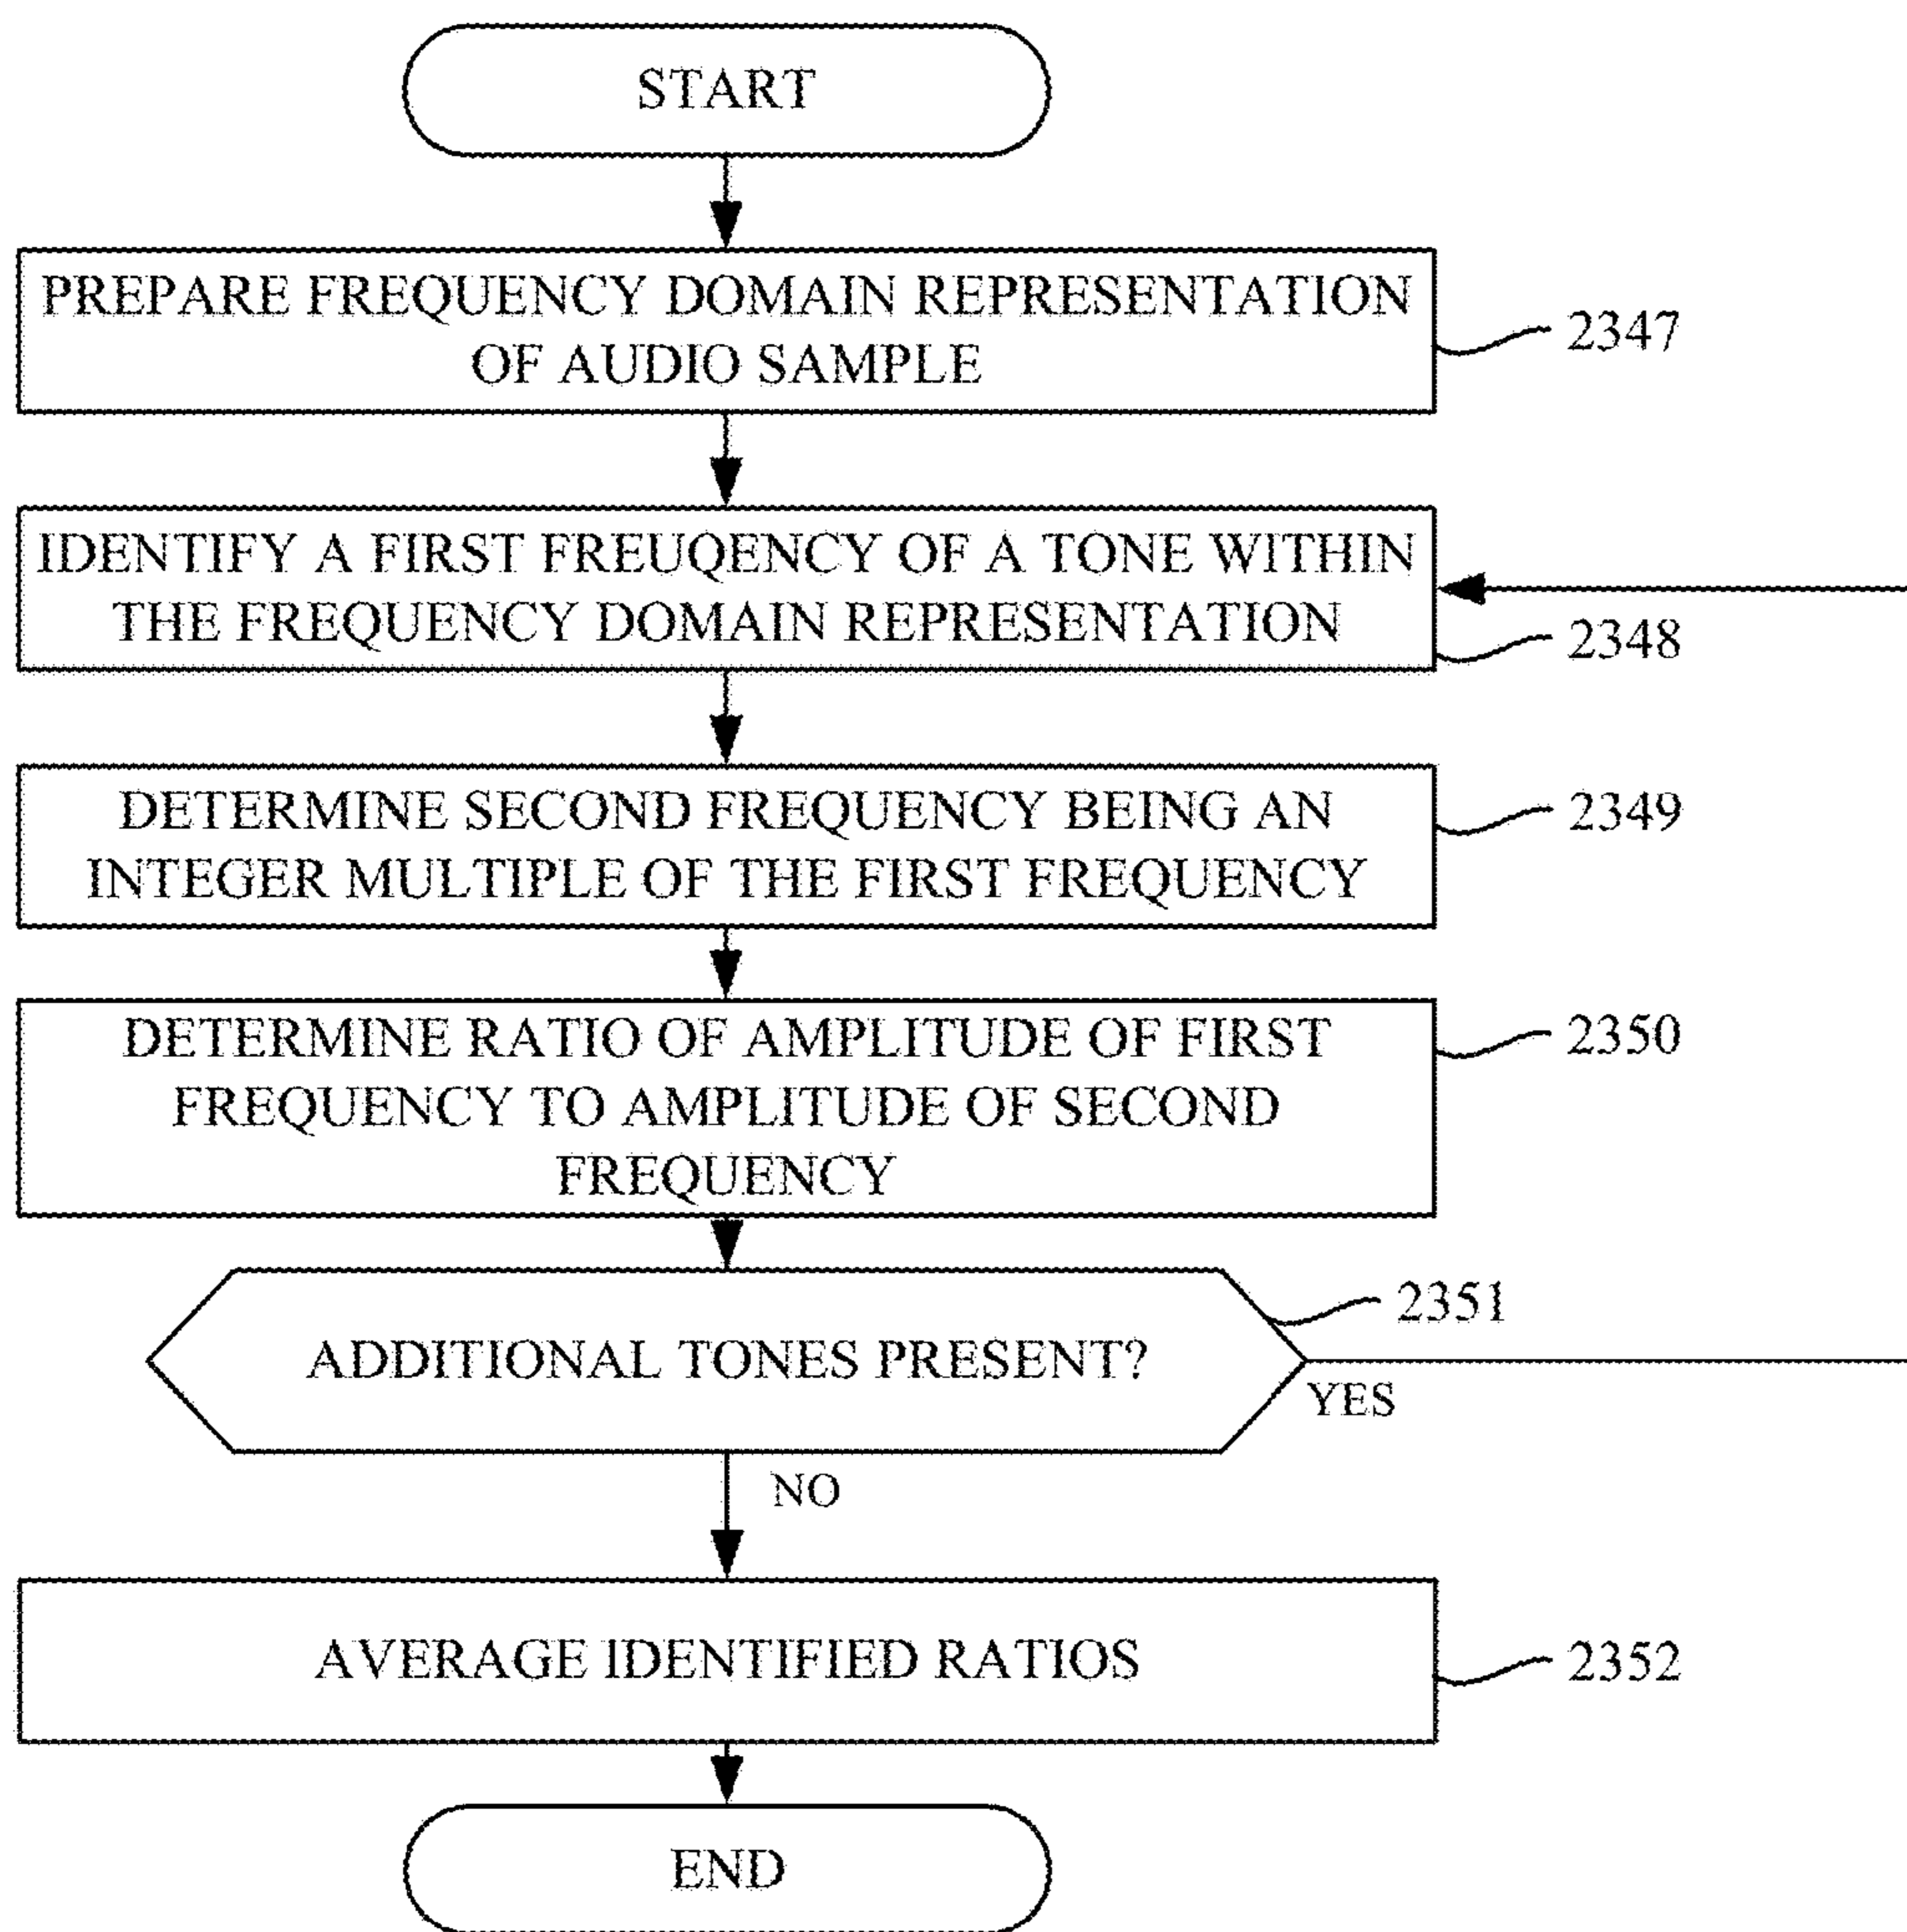 START
PREPARE FREQUENCY DOMAIN REPRESENTATION
OF AUDIO SAMPLE
2347
IDENTIFY A FIRST FREUQENCY OF A TONE WITHIN
THE FREQUENCY DOMAIN REPRESENTATION
2348
DETERMINE SECOND FREQUENCY BEING AN
INTEGER MULTIPLE OF THE FIRST FREQUENCY
2349
DETERMINE RATIO OF AMPLITUDE OF FIRST
FREQUENCY TO AMPLITUDE OF SECOND
FREQUENCY
2350
ADDITIONAL TONES PRESENT?
2351
YES
NO
AVERAGE IDENTIFIED RATIOS
2352
END